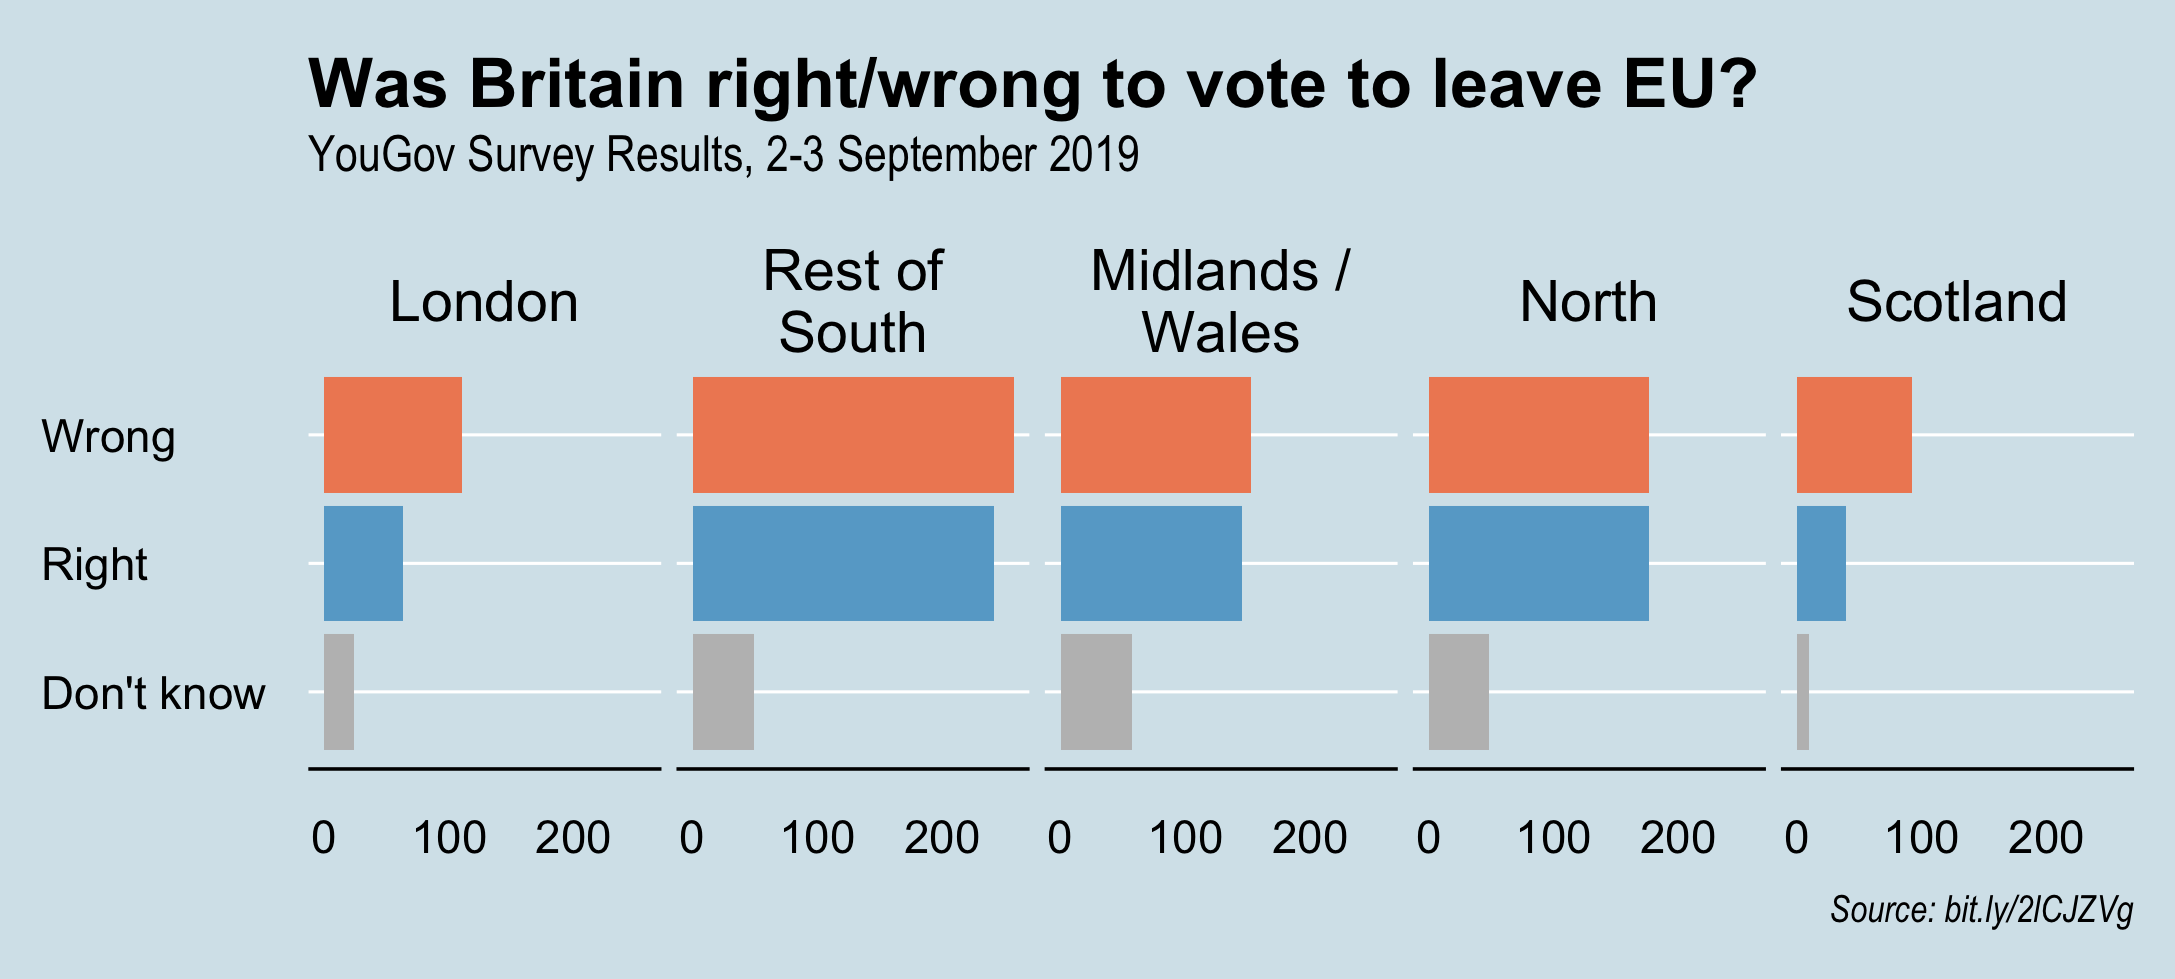 Was Britain right/wrong to vote to leave EU?
YouGov Survey Results, 2-3 September 2019
London
Rest of
South
Midlands /
Wales
North
Scotland
Wrong
Right
Don't know
0 100 200 0 100 200 0 100 200 0 100 200 0 100 200
Source: bit.ly/2lCJZVg